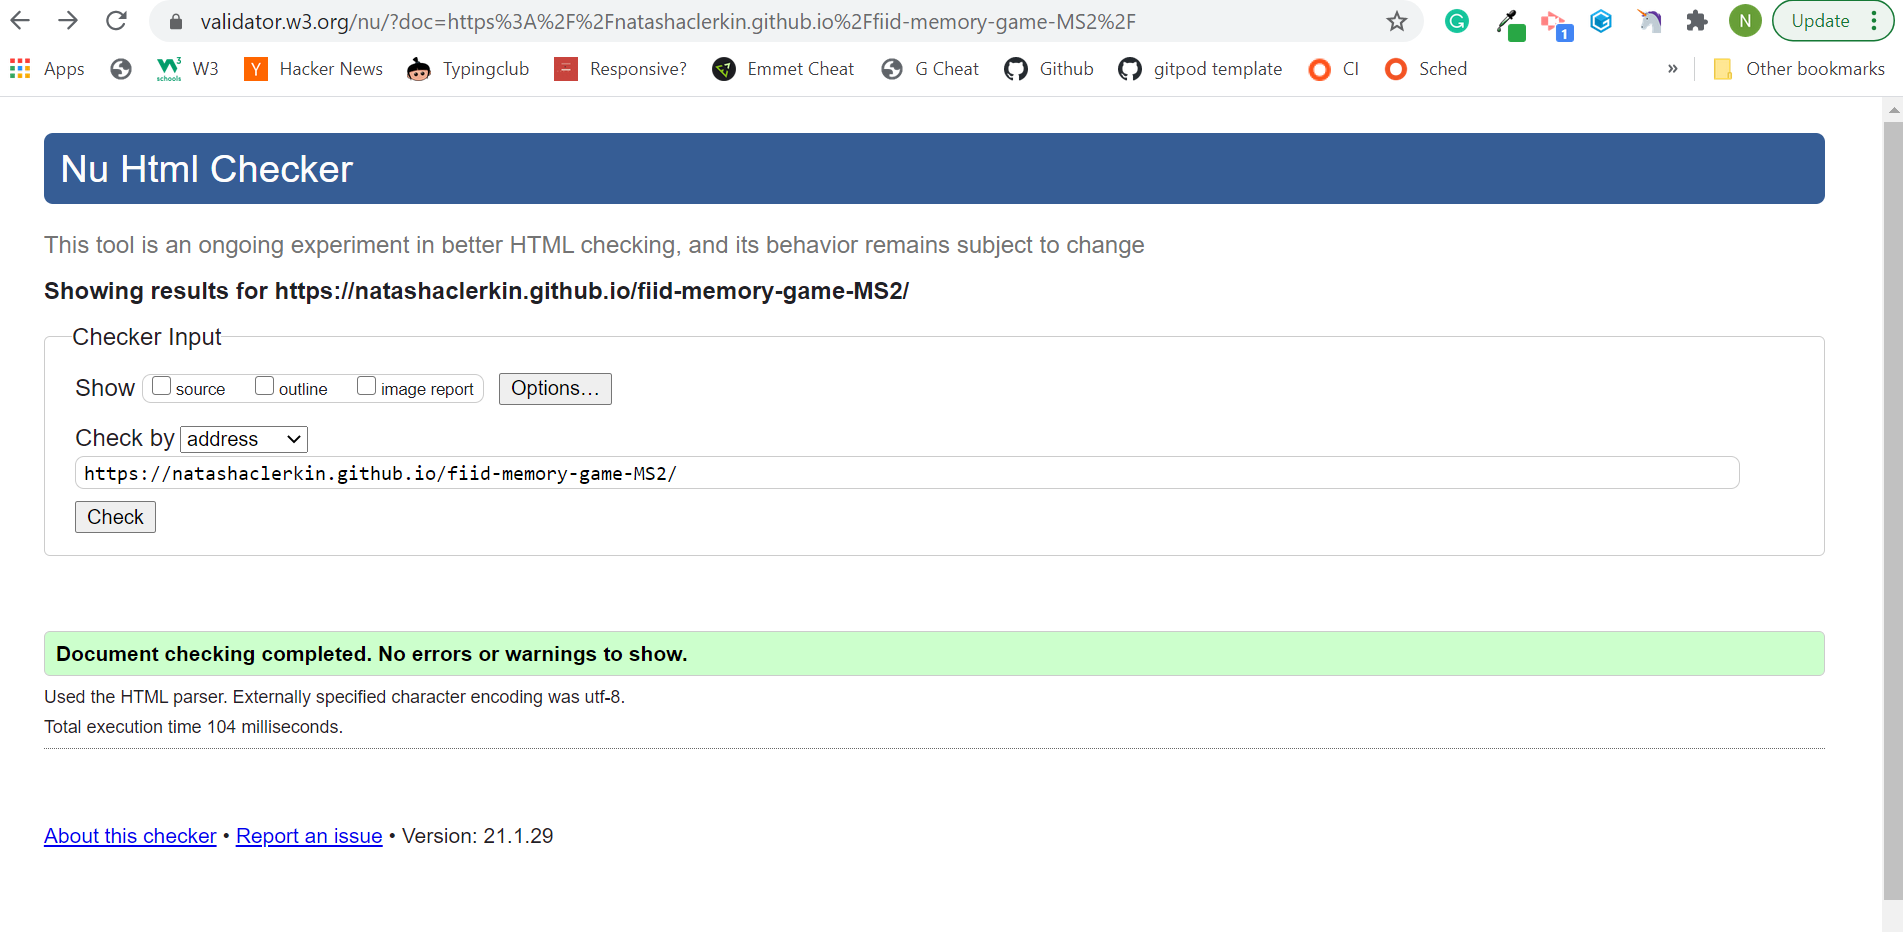 validator.w3.org/nu/?doc=https%3A%2F%2Fnatashaclerkin.github.io%2Ffiid-memory-game-MS2%2F
G 1 N Update
Apps W3 schools W3 Y Hacker News Typingclub Responsive? Emmet Cheat G Cheat Github gitpod template CI Sched » Other bookmarks
Nu Html Checker
This tool is an ongoing experiment in better HTML checking, and its behavior remains subject to change
Showing results for https://natashaclerkin.github.io/fiid-memory-game-MS2/
Checker Input
Show source outline image report Options...
Check by address
https://natashaclerkin.github.io/fiid-memory-game-MS2/
Check
Document checking completed. No errors or warnings to show.
Used the HTML parser. Externally specified character encoding was utf-8.
Total execution time 104 milliseconds.
About this checker • Report an issue • Version: 21.1.29